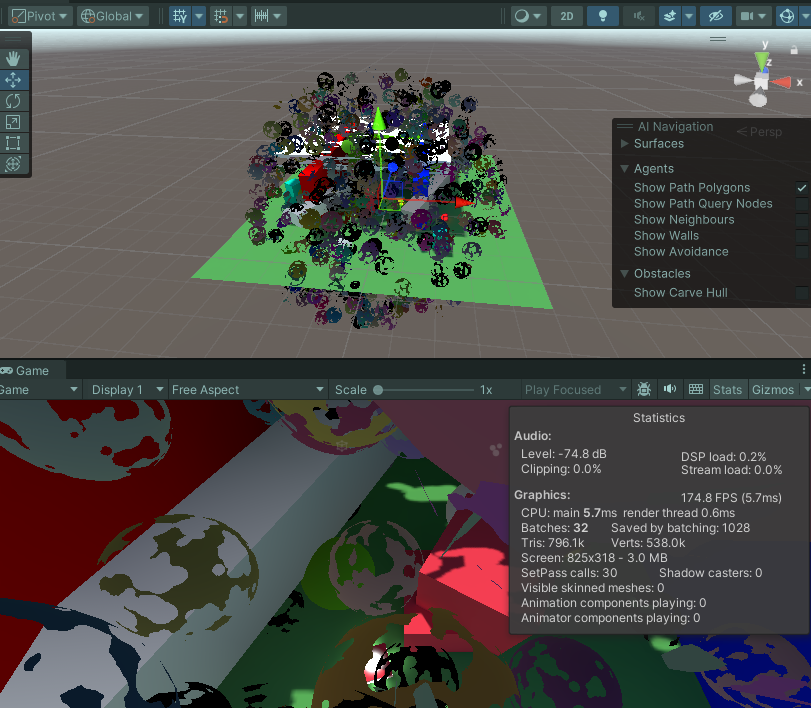 Pivot Global 2D
y
z
x
Persp
AI Navigation
Surfaces
Agents
Show Path Polygons
Show Path Query Nodes
Show Neighbours
Show Walls
Show Avoidance
Obstacles
Show Carve Hull
Game
Game Display 1 Free Aspect Scale 1x Play Focused Stats Gizmos
Statistics
Audio:
Level: -74.8 dB DSP load: 0.2%
Clipping: 0.0% Stream load: 0.0%
Graphics: 174.8 FPS (5.7ms)
CPU: main 5.7ms render thread 0.6ms
Batches: 32 Saved by batching: 1028
Tris: 796.1k Verts: 538.0k
Screen: 825x318 - 3.0 MB
SetPass calls: 30 Shadow casters: 0
Visible skinned meshes: 0
Animation components playing: 0
Animator components playing: 0